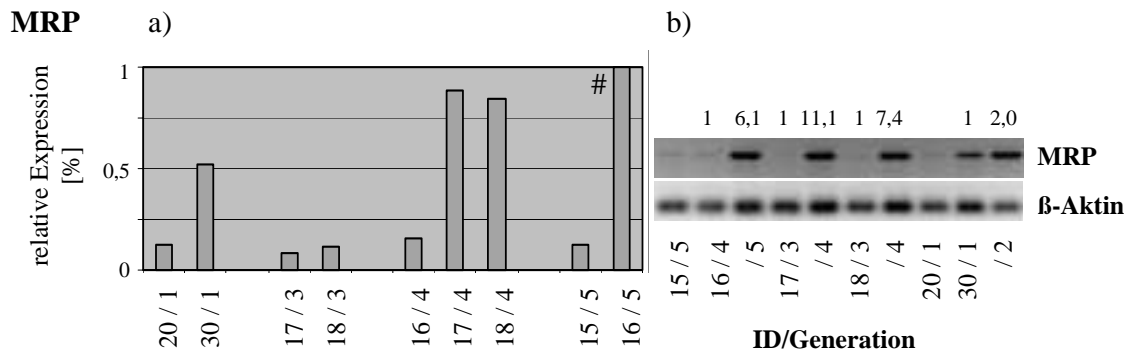 MRP a) b)
relative Expression
[%]
1
0,5
0
#
20 / 1
30 / 1
17 / 3
18 / 3
16 / 4
17 / 4
18 / 4
15 / 5
16 / 5
1 6,1 1 11,1 1 7,4 1 2,0
MRP
ß-Aktin
15 / 5
16 / 4
/ 5
17 / 3
/ 4
18 / 3
/ 4
20 / 1
30 / 1
/ 2
ID/Generation